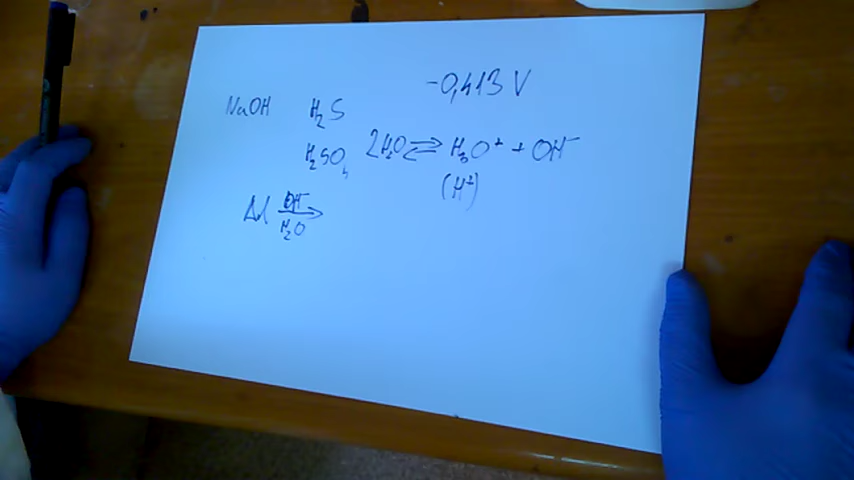 -0,413 V
NaOH H₂S
H₂SO₄ 2H₂O ⇌ H₃O⁺ + OH⁻
(H⁺)
Al OH⁻ →
H₂O